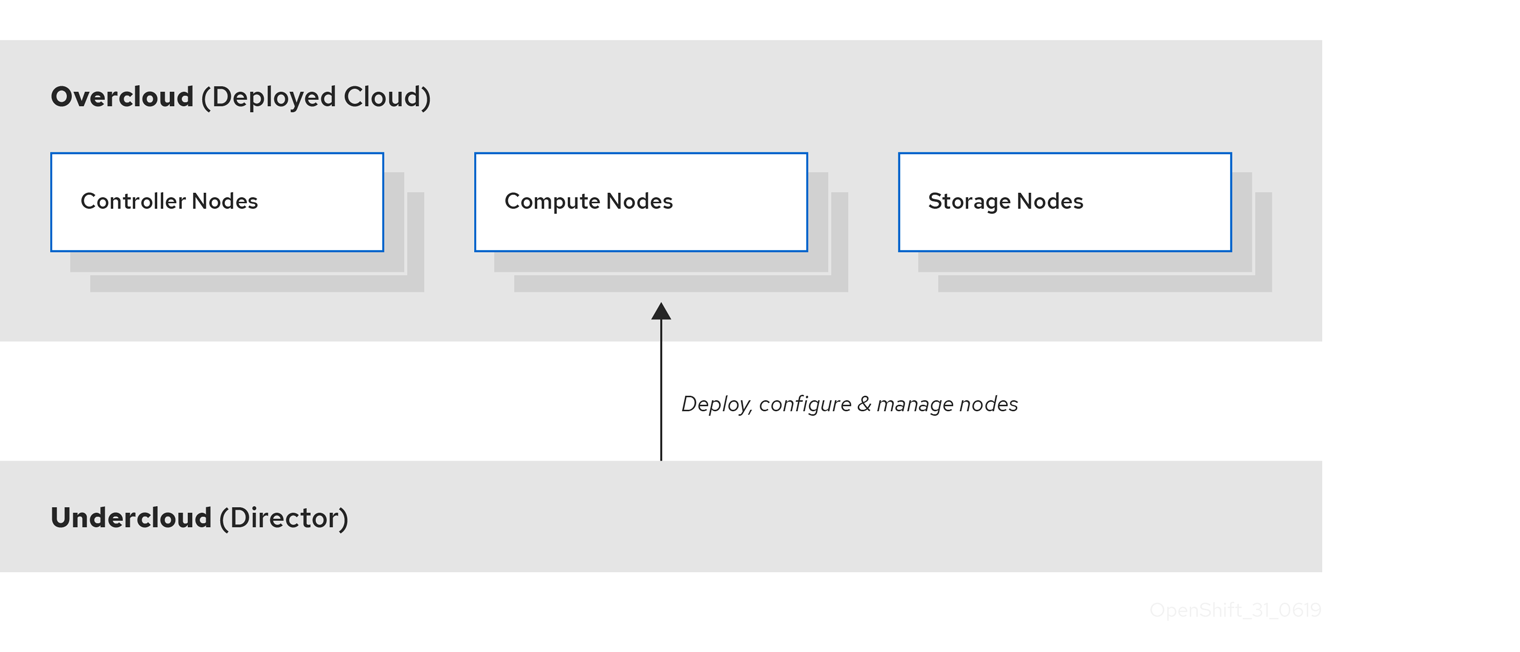 Overcloud (Deployed Cloud)
Controller Nodes
Compute Nodes
Storage Nodes
Deploy, configure & manage nodes
Undercloud (Director)
OpenShift_31_0619